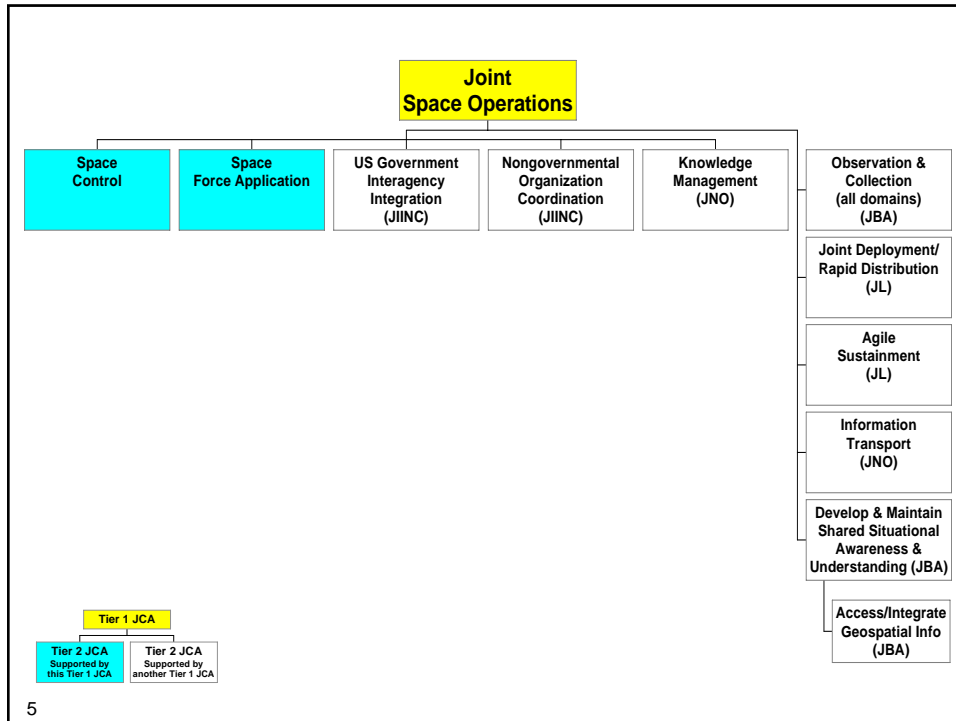 Joint
Space Operations
Space
Control
Space
Force Application
US Government
Interagency
Integration
(JIINC)
Nongovernmental
Organization
Coordination
(JIINC)
Knowledge
Management
(JNO)
Observation &
Collection
(all domains)
(JBA)
Joint Deployment/
Rapid Distribution
(JL)
Agile
Sustainment
(JL)
Information
Transport
(JNO)
Develop & Maintain
Shared Situational
Awareness &
Understanding (JBA)
Access/Integrate
Geospatial Info
(JBA)
Tier 1 JCA
Tier 2 JCA
Supported by
this Tier 1 JCA
Tier 2 JCA
Supported by
another Tier 1 JCA
5